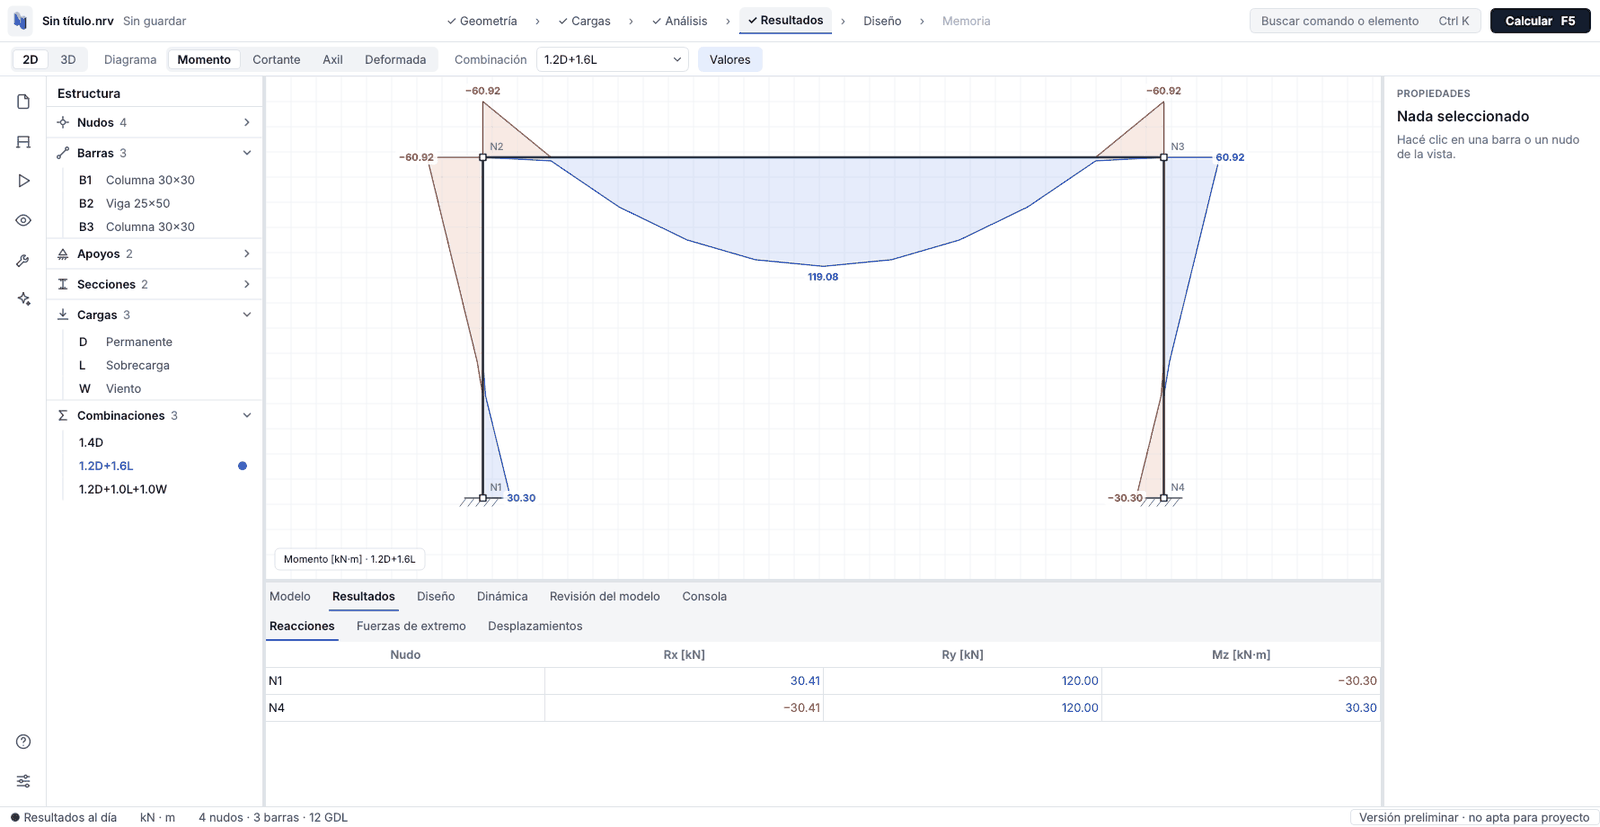 Sin título.nrv Sin guardar
✓ Geometría › ✓ Cargas › ✓ Análisis › ✓ Resultados › Diseño › Memoria
Buscar comando o elemento Ctrl K
Calcular F5
2D 3D Diagrama Momento Cortante Axil Deformada Combinación 1.2D+1.6L Valores
Estructura
Nudos 4
Barras 3
B1 Columna 30×30
B2 Viga 25×50
B3 Columna 30×30
Apoyos 2
Secciones 2
Cargas 3
D Permanente
L Sobrecarga
W Viento
Combinaciones 3
1.4D
1.2D+1.6L
1.2D+1.0L+1.0W
−60.92 −60.92
N2 N3
−60.92 60.92
119.08
N1 N4
30.30 −30.30
Momento [kN·m] · 1.2D+1.6L
PROPIEDADES
Nada seleccionado
Hacé clic en una barra o un nudo
de la vista.
Modelo Resultados Diseño Dinámica Revisión del modelo Consola
Reacciones Fuerzas de extremo Desplazamientos
Nudo Rx [kN] Ry [kN] Mz [kN·m]
N1 30.41 120.00 −30.30
N4 −30.41 120.00 30.30
Resultados al día kN · m 4 nudos · 3 barras · 12 GDL
Versión preliminar · no apta para proyecto